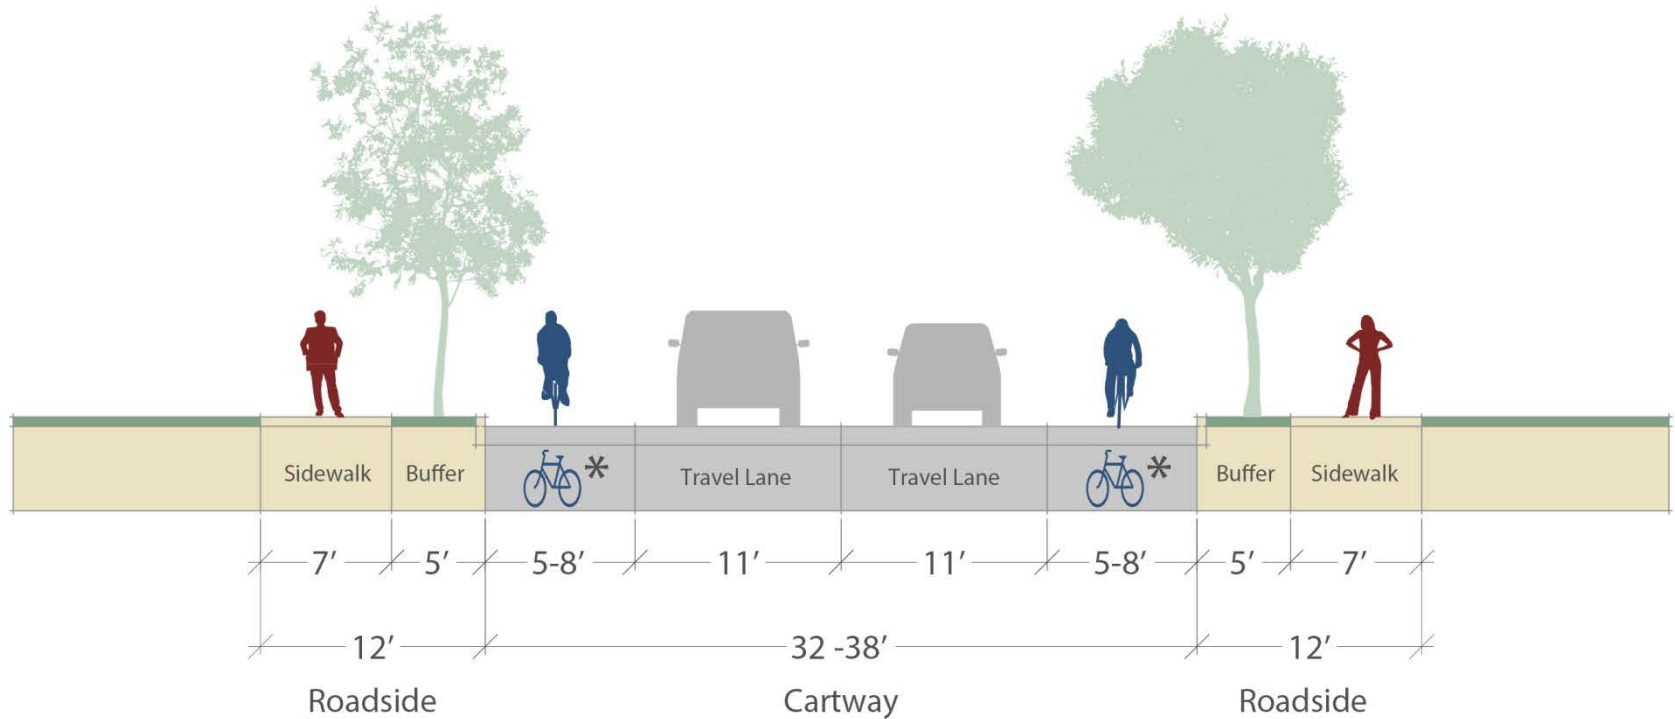 Sidewalk Buffer * Travel Lane Travel Lane * Buffer Sidewalk
7′ 5′ 5-8′ 11′ 11′ 5-8′ 5′ 7′
12′ 32 -38′ 12′
Roadside Cartway Roadside